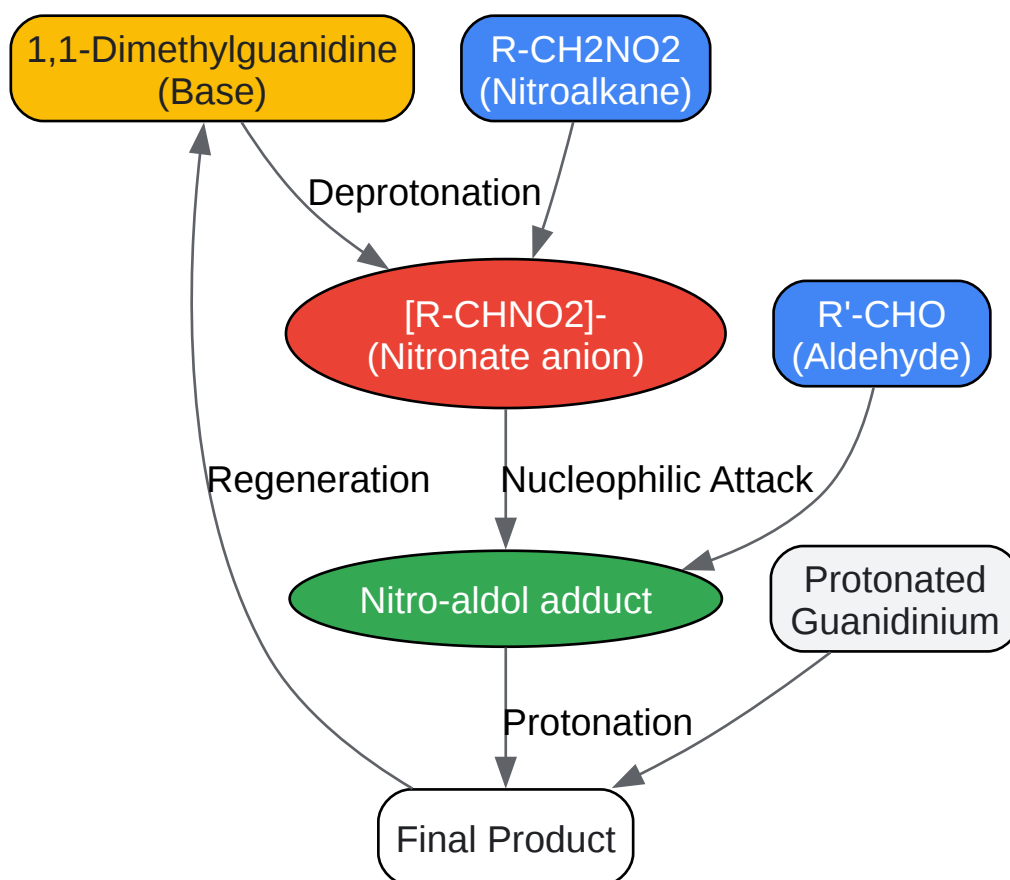 1,1-Dimethylguanidine
(Base)
R-CH2NO2
(Nitroalkane)
Deprotonation
[R-CHNO2]-
(Nitronate anion)
R'-CHO
(Aldehyde)
Regeneration
Nucleophilic Attack
Nitro-aldol adduct
Protonated
Guanidinium
Protonation
Final Product